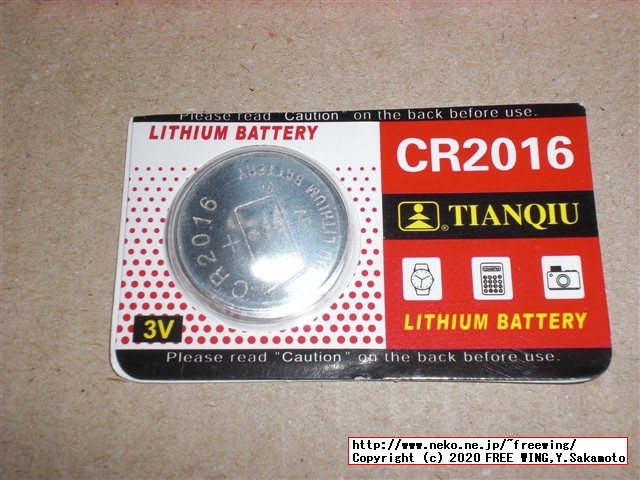 Please read "Caution" on the back before use.
LITHIUM BATTERY
CR2016
TIANQIU
3V
LITHIUM BATTERY
Please read "Caution" on the back before use.
CR2016
LITHIUM
BATTERY
http://www.neko.ne.jp/~freewing/
Copyright (c) 2020 FREE WING,Y.Sakamoto